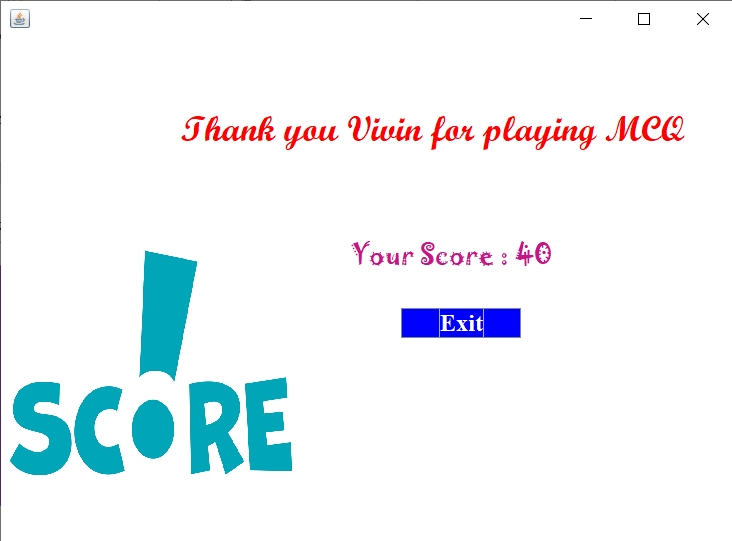 Thank you Vivin for playing MCQ
Your Score : 40
Exit
SCORE